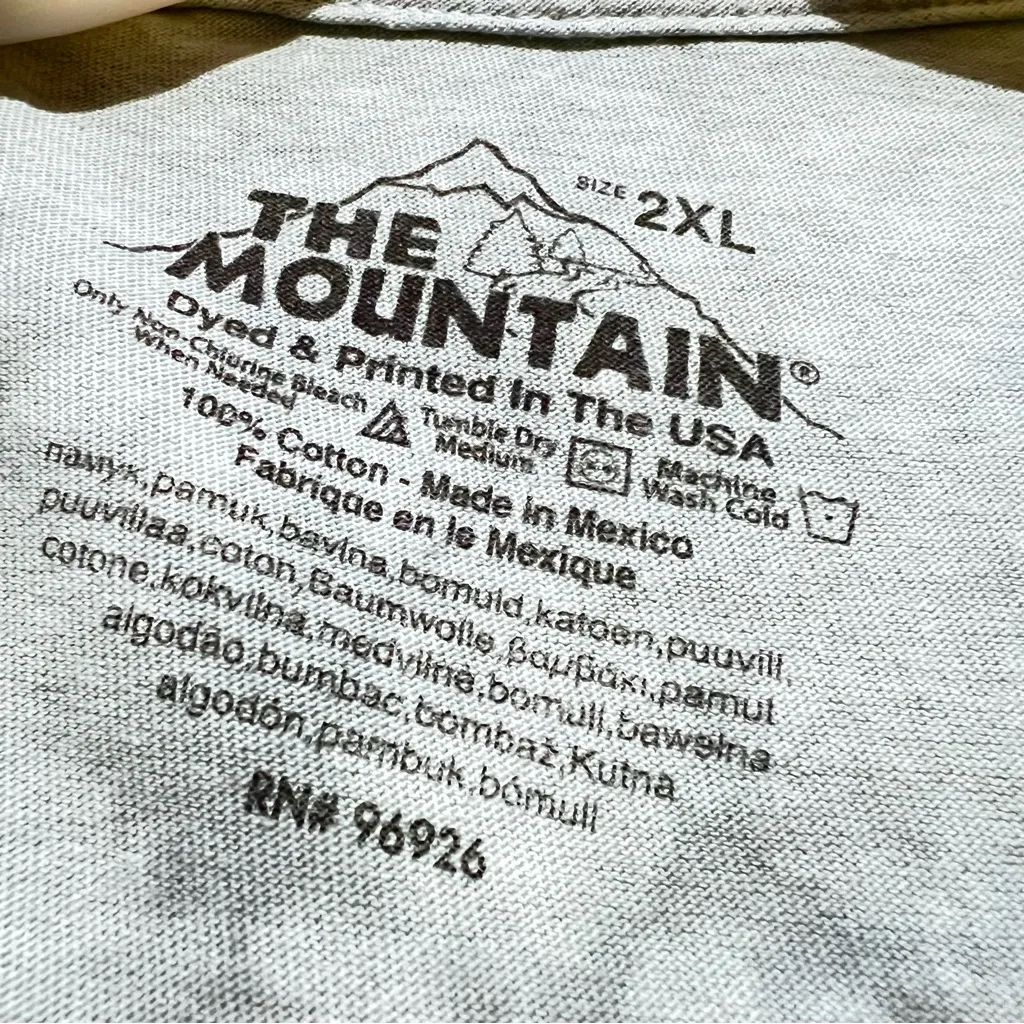 SIZE 2XL
THE
MOUNTAIN®
Dyed & Printed In The USA
Only Non-Chlorine Bleach
When Needed
Tumble Dry
Medium
Machine
Wash Cold
100% Cotton - Made in Mexico
Fabrique en le Mexique
памук,pamuk,bavlna,bomuld,katoen,puuvill,
puuvillaa,coton,Baumwolle,βαμβάκι,pamut
cotone,kokvilna,medvilnė,bomull,bawełna
algodão,bumbac,bombaž,Kutna
algodón,pambuk,bómull
RN# 96926